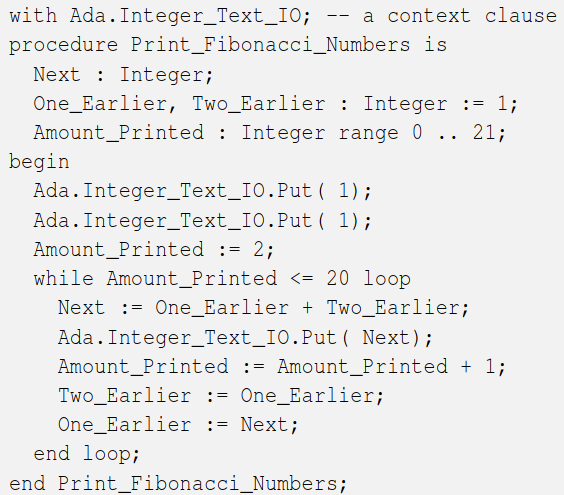 with Ada.Integer_Text_IO; -- a context clause
procedure Print_Fibonacci_Numbers is
  Next : Integer;
  One_Earlier, Two_Earlier : Integer := 1;
  Amount_Printed : Integer range 0 .. 21;
begin
  Ada.Integer_Text_IO.Put( 1);
  Ada.Integer_Text_IO.Put( 1);
  Amount_Printed := 2;
  while Amount_Printed <= 20 loop
    Next := One_Earlier + Two_Earlier;
    Ada.Integer_Text_IO.Put( Next);
    Amount_Printed := Amount_Printed + 1;
    Two_Earlier := One_Earlier;
    One_Earlier := Next;
  end loop;
end Print_Fibonacci_Numbers;